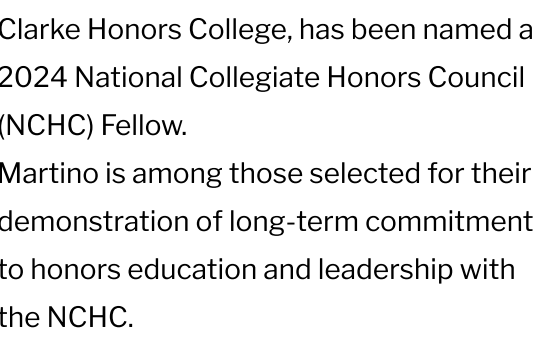 Clarke Honors College, has been named a
2024 National Collegiate Honors Council
(NCHC) Fellow.
Martino is among those selected for their
demonstration of long-term commitment
to honors education and leadership with
the NCHC.